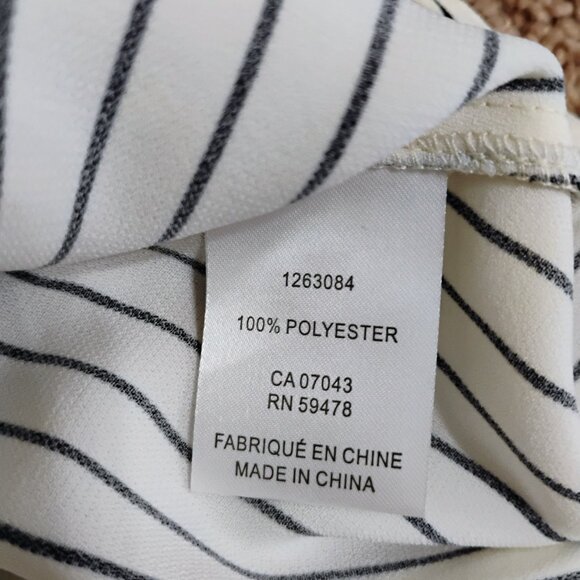 1263084
100% POLYESTER
CA 07043
RN 59478
FABRIQUÉ EN CHINE
MADE IN CHINA